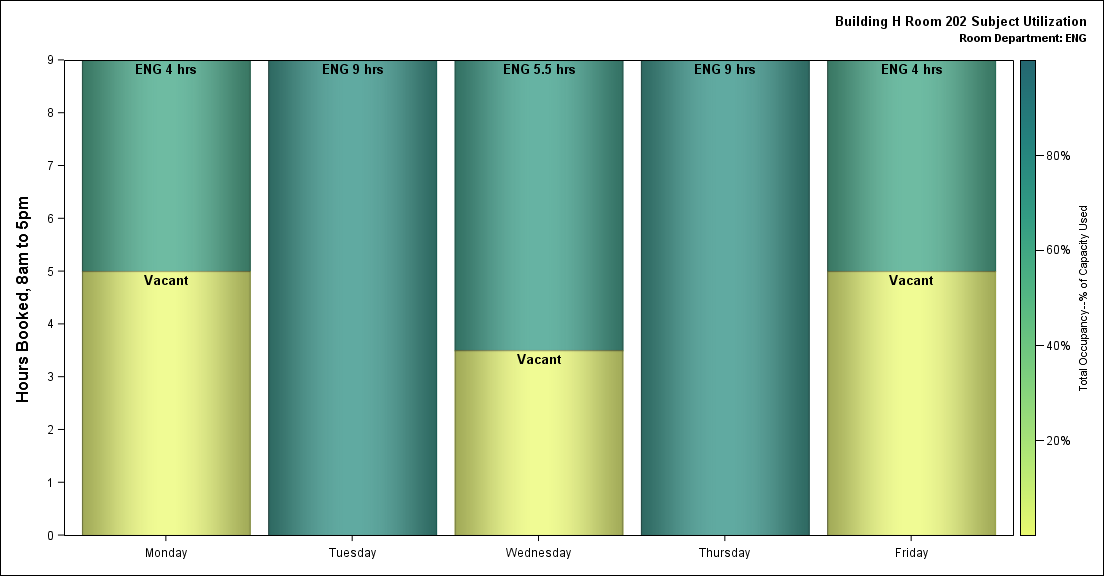 Building H Room 202 Subject Utilization
Room Department: ENG
Hours Booked, 8am to 5pm
9
8
7
6
5
4
3
2
1
0
ENG 4 hrs
Vacant
ENG 9 hrs
ENG 5.5 hrs
Vacant
ENG 9 hrs
ENG 4 hrs
Vacant
Monday
Tuesday
Wednesday
Thursday
Friday
80%
60%
40%
20%
Total Occupancy--% of Capacity Used